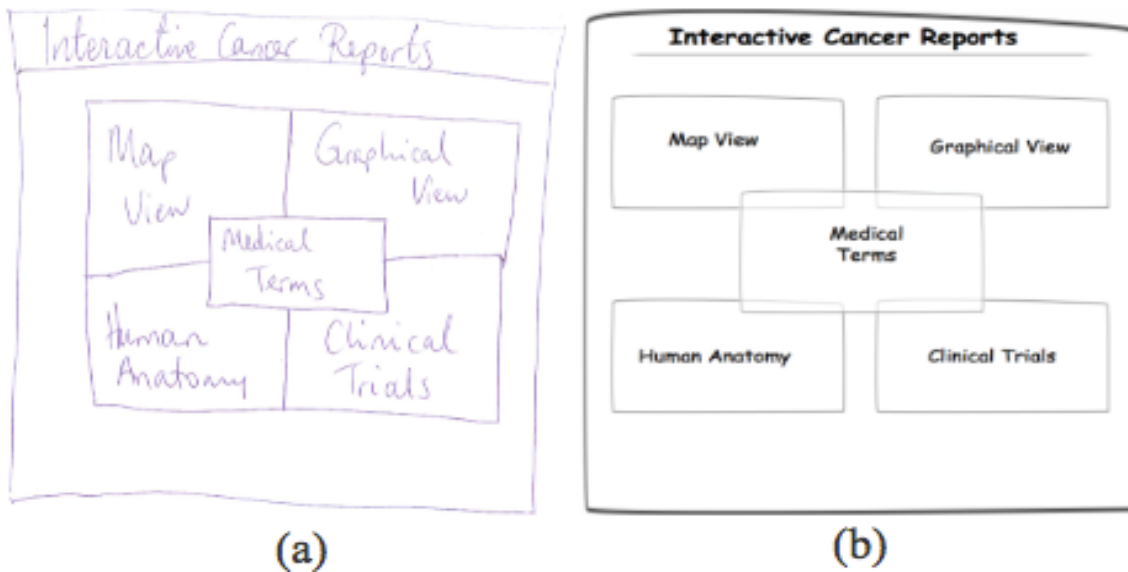 Interactive Cancer Reports
Map
View
Graphical
View
Medical
Terms
Human
Anatomy
Clinical
Trials
(a)
Interactive Cancer Reports
Map View
Graphical View
Medical
Terms
Human Anatomy
Clinical Trials
(b)